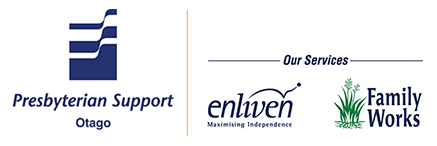 Presbyterian Support
Otago
Our Services
enliven
Maximising Independence
Family
Works